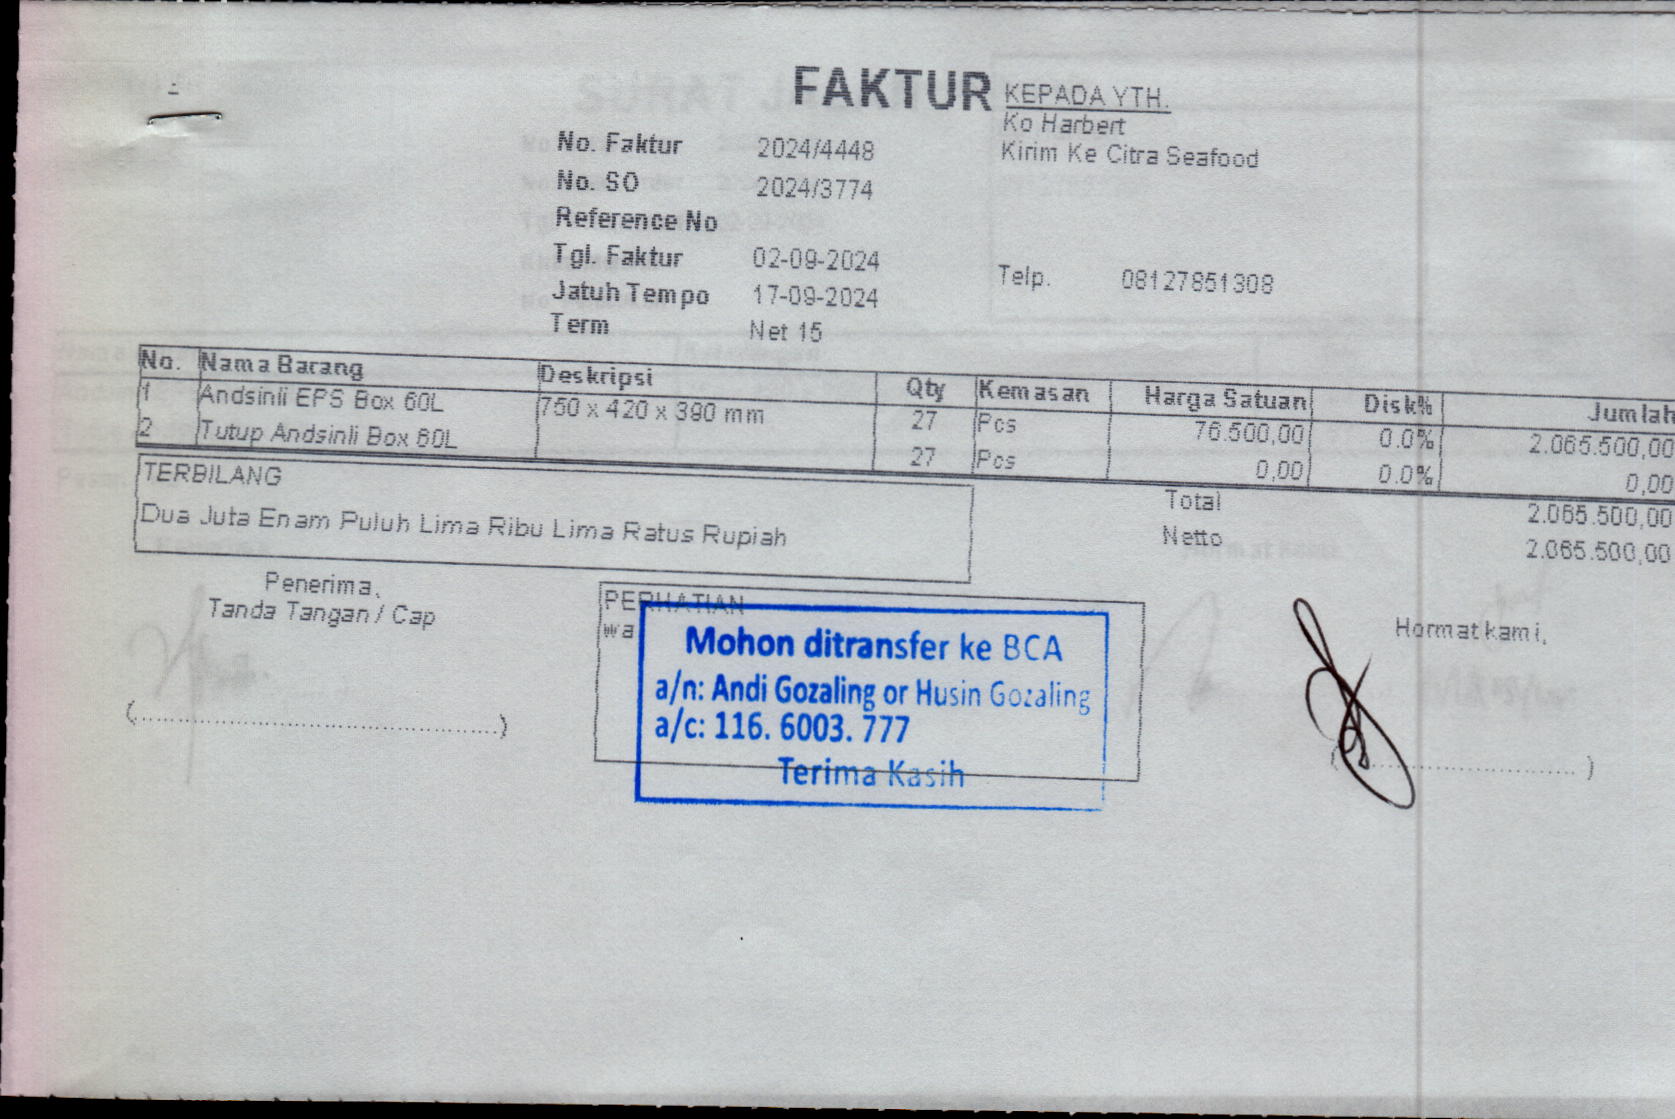 FAKTUR
No. Faktur 2024/4448
No. SO 2024/3774
Reference No
Tgl. Faktur 02-09-2024
Jatuh Tempo 17-09-2024
Term Net 15
KEPADA YTH.
Ko Harbert
Kirim Ke Citra Seafood
Telp. 08127851308
No. Nama Barang Deskripsi Qty Kemasan Harga Satuan Disk% Jumlah
1 Andsinli EPS Box 60L 750 x 420 x 390 mm 27 Pcs 76.500,00 0.0% 2.065.500,00
2 Tutup Andsinli Box 60L 27 Pcs 0,00 0.0% 0,00
TERBILANG
Dua Juta Enam Puluh Lima Ribu Lima Ratus Rupiah
Total 2.065.500,00
Netto 2.065.500,00
Penerima,
Tanda Tangan / Cap
PERHATIAN
wa
Mohon ditransfer ke BCA
a/n: Andi Gozaling or Husin Gozaling
a/c: 116. 6003. 777
Terima Kasih
Hormat kami,
(..............................)
(..............................)